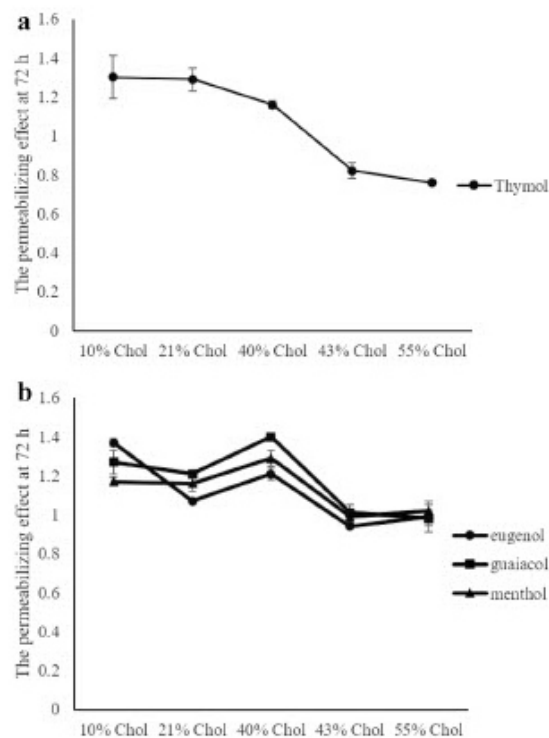 a
The permeabilizing effect at 72 h
1.6
1.4
1.2
1
0.8
0.6
0.4
0.2
0
10% Chol 21% Chol 40% Chol 43% Chol 55% Chol
Thymol
b
The permeabilizing effect at 72 h
1.6
1.4
1.2
1
0.8
0.6
0.4
0.2
0
10% Chol 21% Chol 40% Chol 43% Chol 55% Chol
eugenol
guaiacol
menthol